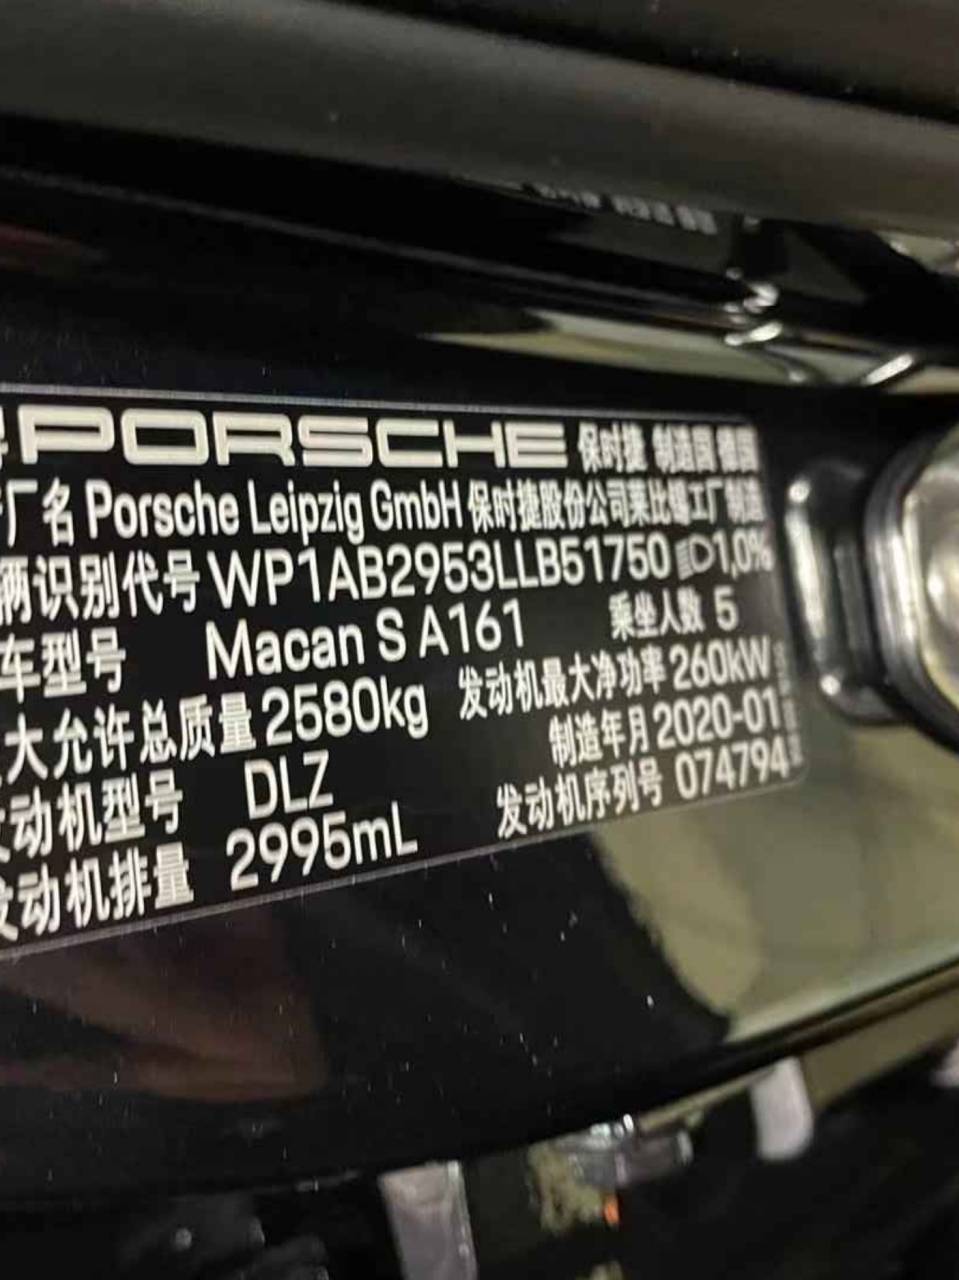 PORSCHE 保时捷 制造国 德国
厂名 Porsche Leipzig GmbH 保时捷股份公司莱比锡工厂制造
辆识别代号 WP1AB2953LLB51750 1,0%
车型号 Macan S A161 乘坐人数 5
大允许总质量 2580kg 发动机最大净功率 260kW
发动机型号 DLZ 制造年月 2020-01
发动机排量 2995mL 发动机序列号 074794